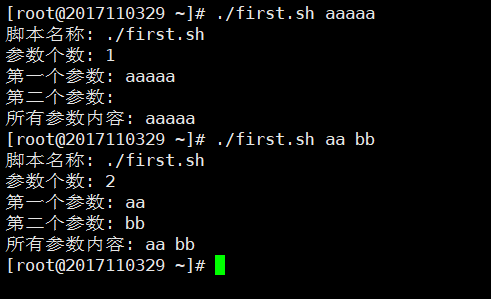 [root@2017110329 ~]# ./first.sh aaaaa
脚本名称: ./first.sh
参数个数: 1
第一个参数: aaaaa
第二个参数:
所有参数内容: aaaaa
[root@2017110329 ~]# ./first.sh aa bb
脚本名称: ./first.sh
参数个数: 2
第一个参数: aa
第二个参数: bb
所有参数内容: aa bb
[root@2017110329 ~]#